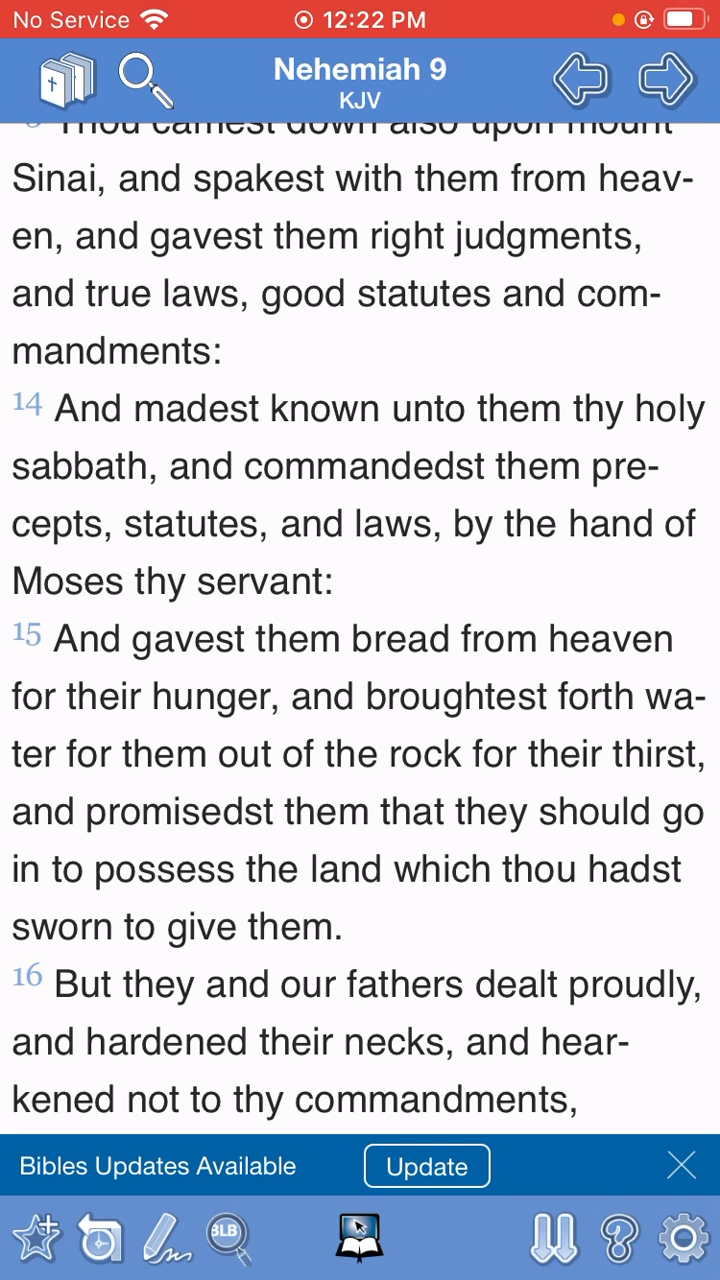 No Service 12:22 PM
Nehemiah 9
KJV
Thou camest down also upon mount
Sinai, and spakest with them from heav-
en, and gavest them right judgments,
and true laws, good statutes and com-
mandments:
14 And madest known unto them thy holy
sabbath, and commandedst them pre-
cepts, statutes, and laws, by the hand of
Moses thy servant:
15 And gavest them bread from heaven
for their hunger, and broughtest forth wa-
ter for them out of the rock for their thirst,
and promisedst them that they should go
in to possess the land which thou hadst
sworn to give them.
16 But they and our fathers dealt proudly,
and hardened their necks, and hear-
kened not to thy commandments,
Bibles Updates Available Update
BLB